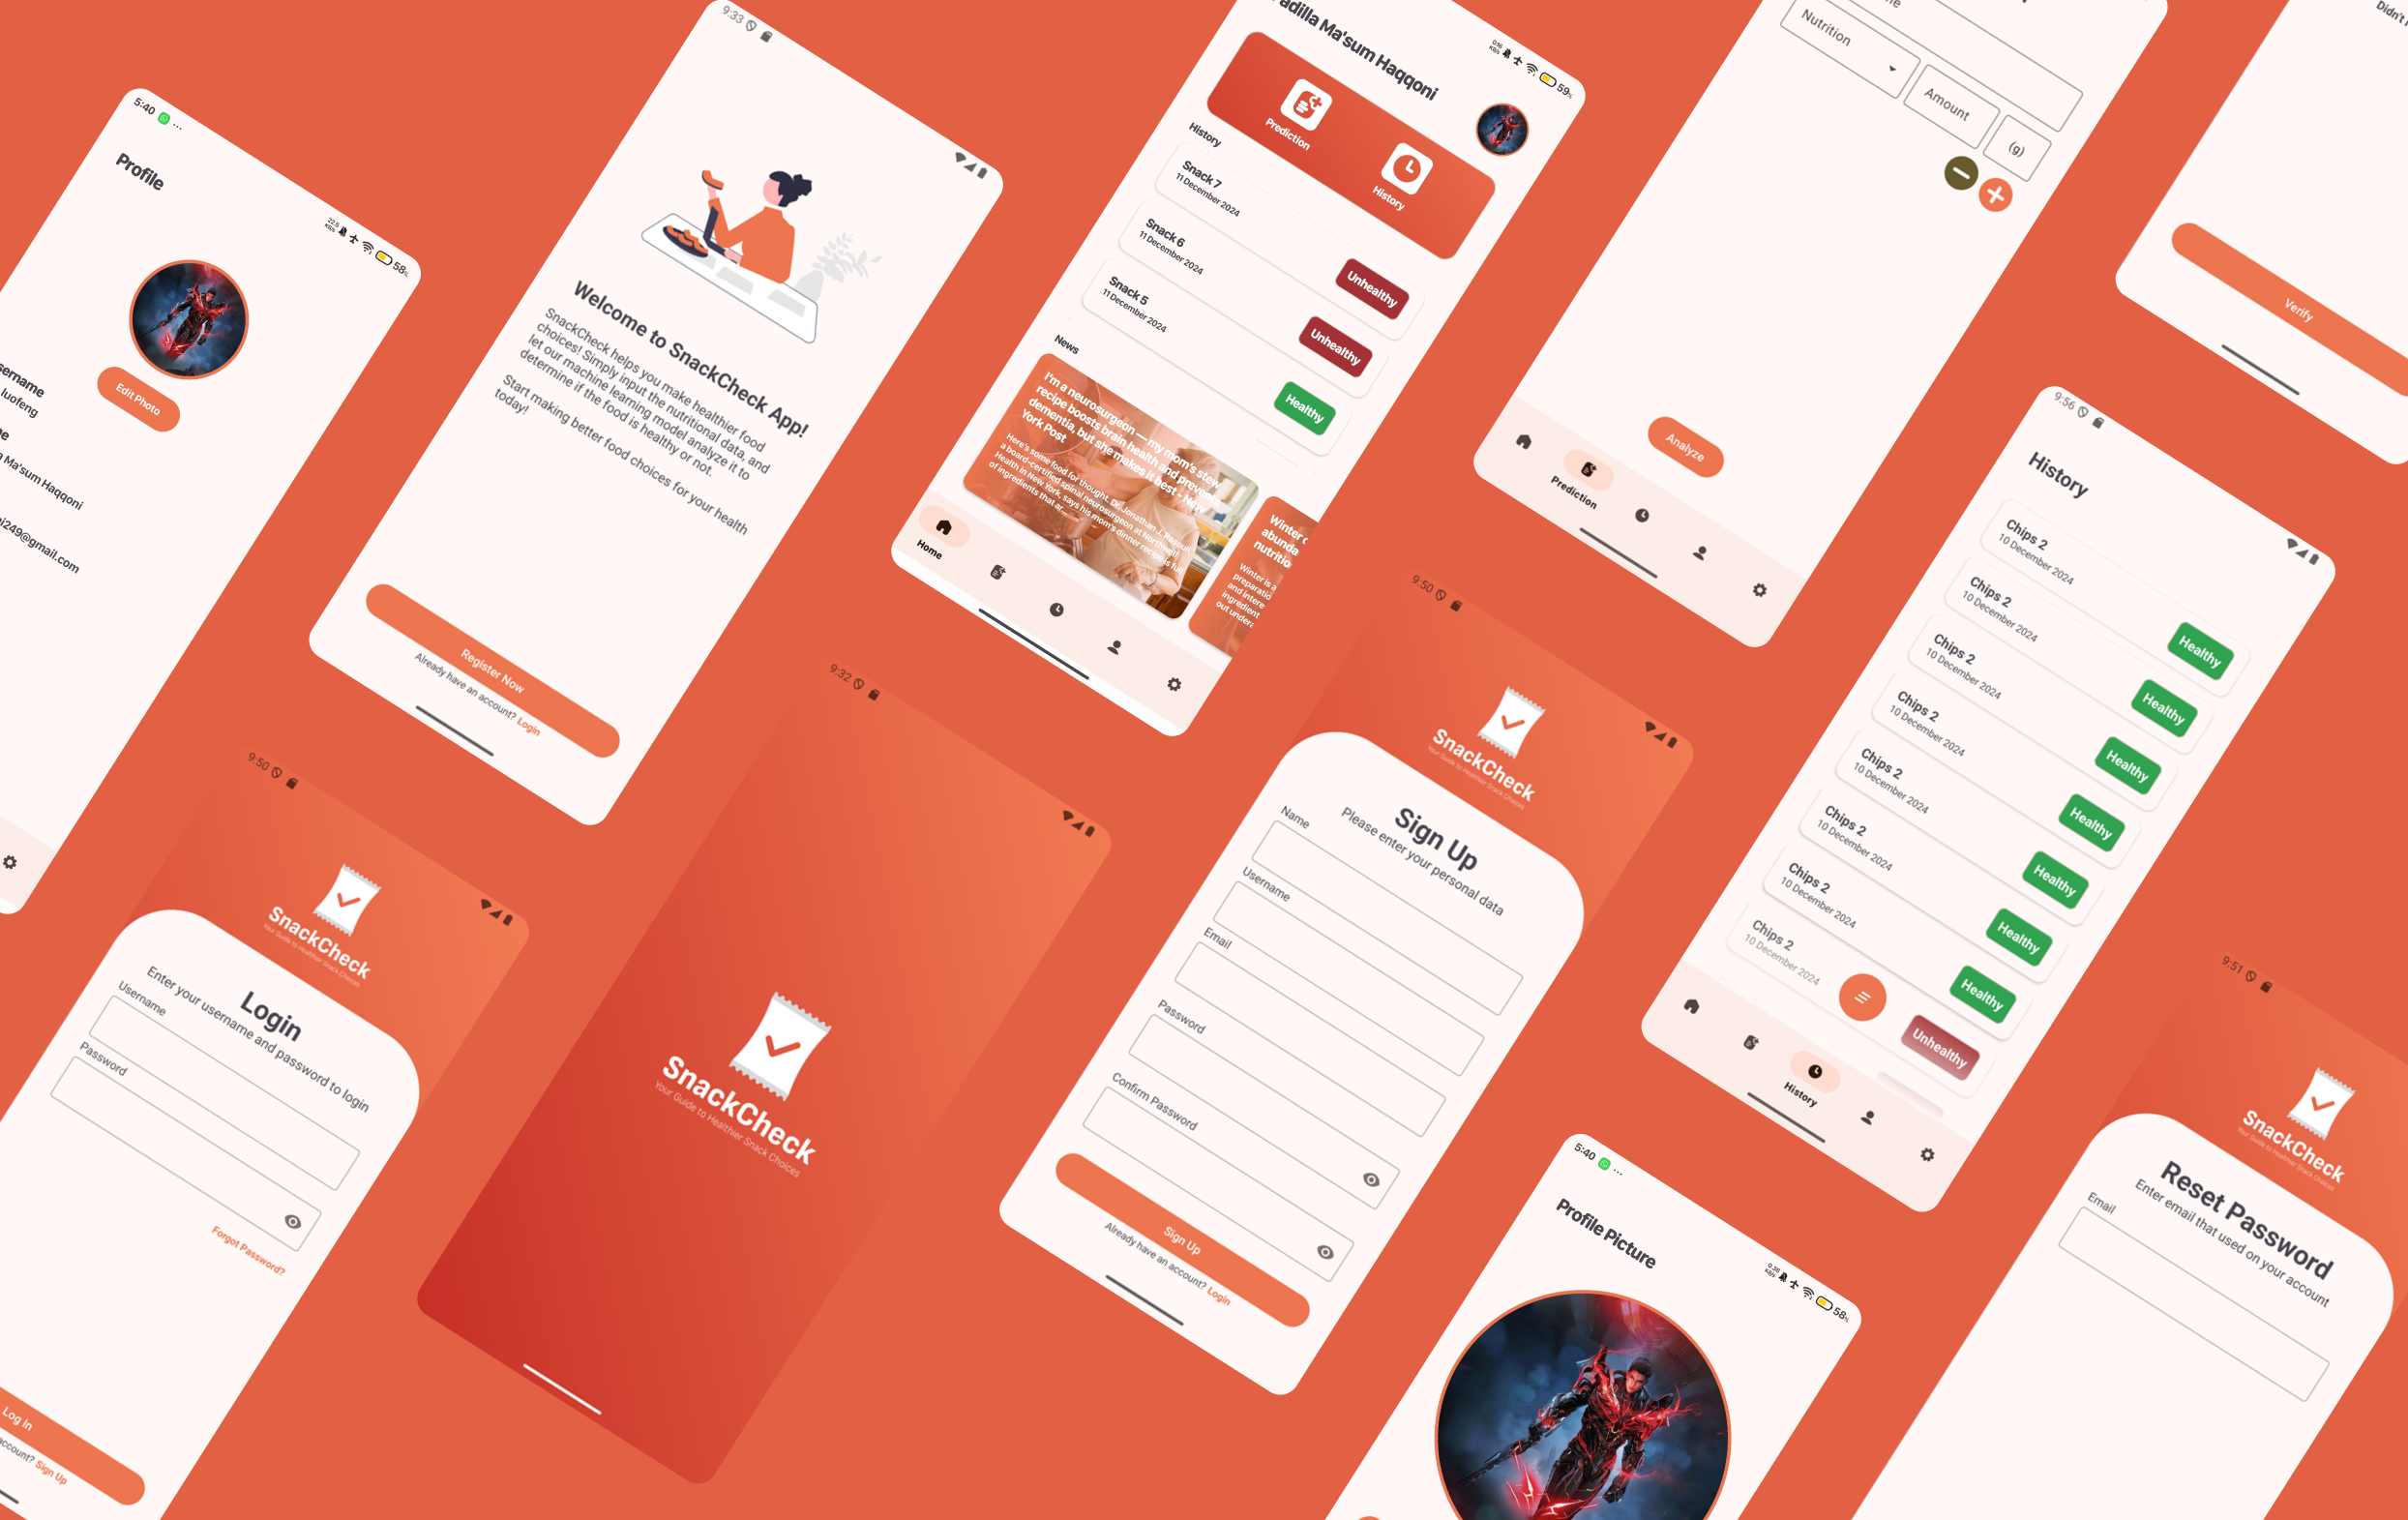 5:40
58%
Profile
Edit Photo
sername
luofeng
ne
a Ma'sum Haqqoni
ni249@gmail.com
9:33
Welcome to SnackCheck App!
SnackCheck helps you make healthier food
choices! Simply input the nutritional data, and
let our machine learning model analyze it to
determine if the food is healthy or not.
Start making better food choices for your health
today!
Register Now
Already have an account? Login
59%
adilla Ma'sum Haqqoni
Prediction
History
History
Snack 7
11 December 2024
Unhealthy
Snack 6
11 December 2024
Unhealthy
Snack 5
11 December 2024
Healthy
News
I'm a neurosurgeon — my mom's stew
recipe boosts brain health and prevents
dementia, but she makes it best - New
York Post
Here's some food for thought. Dr. Jonathan J. Rasouli,
a board-certified spinal neurosurgeon at Northwell
Health in New York, says his mom's dinner recipe is full
of ingredients that ar...
Winter
abunda
nutritio
Winter is a
preparatio
and intere
ingredient
out undera
Home
Nutrition
Amount
(g)
Analyze
Prediction
Didn't
Verify
9:50
SnackCheck
Your Guide to Healthier Snack Choices
Login
Enter your username and password to login
Username
Password
Forgot Password?
Log In
account? Sign Up
9:32
SnackCheck
Your Guide to Healthier Snack Choices
9:50
SnackCheck
Your Guide to Healthier Snack Choices
Sign Up
Please enter your personal data
Name
Username
Email
Password
Confirm Password
Sign Up
Already have an account? Login
9:56
History
Chips 2
10 December 2024
Healthy
Chips 2
10 December 2024
Healthy
Chips 2
10 December 2024
Healthy
Chips 2
10 December 2024
Healthy
Chips 2
10 December 2024
Healthy
Chips 2
10 December 2024
Healthy
Chips 2
10 December 2024
Healthy
Chips 2
10 December 2024
Unhealthy
History
5:40
58%
Profile Picture
9:51
SnackCheck
Your Guide to Healthier Snack Choices
Reset Password
Enter email that used on your account
Email